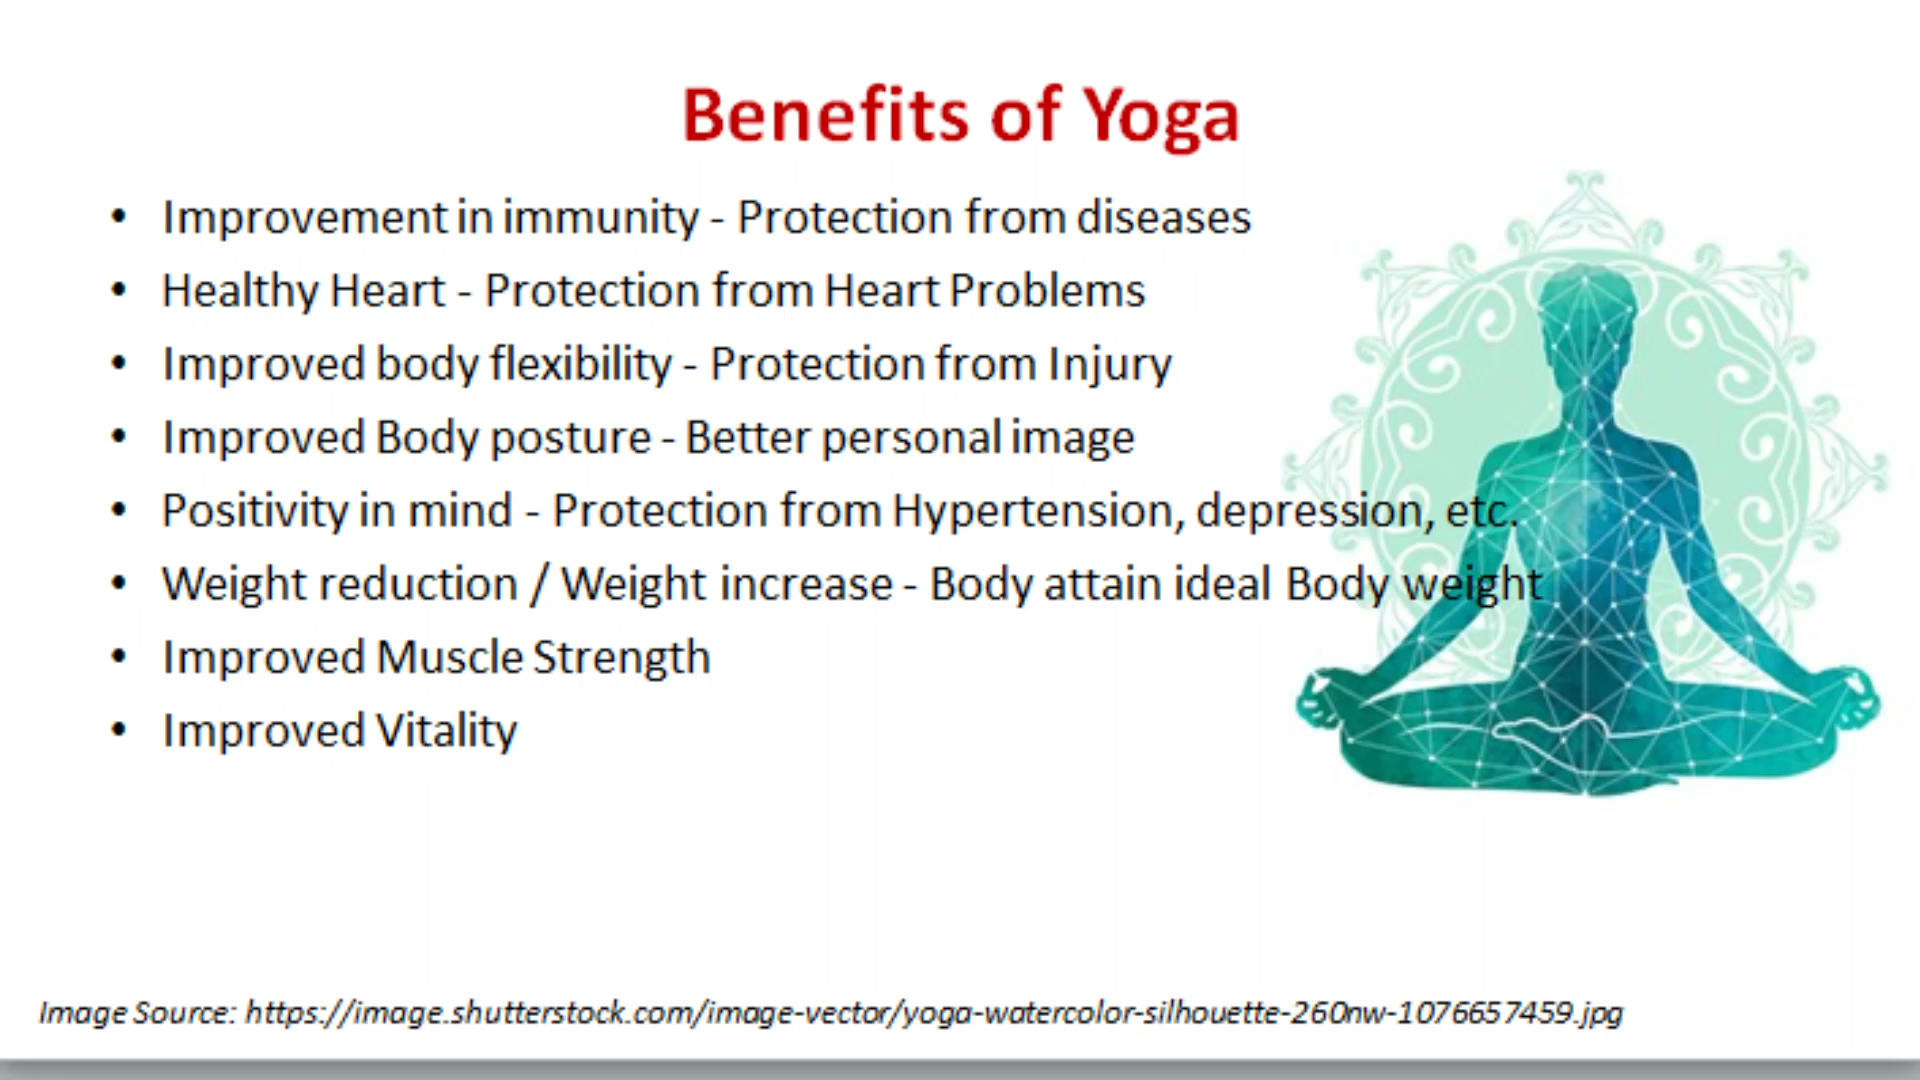 Benefits of Yoga
• Improvement in immunity - Protection from diseases
• Healthy Heart - Protection from Heart Problems
• Improved body flexibility - Protection from Injury
• Improved Body posture - Better personal image
• Positivity in mind - Protection from Hypertension, depression, etc.
• Weight reduction / Weight increase - Body attain ideal Body weight
• Improved Muscle Strength
• Improved Vitality
Image Source: https://image.shutterstock.com/image-vector/yoga-watercolor-silhouette-260nw-1076657459.jpg